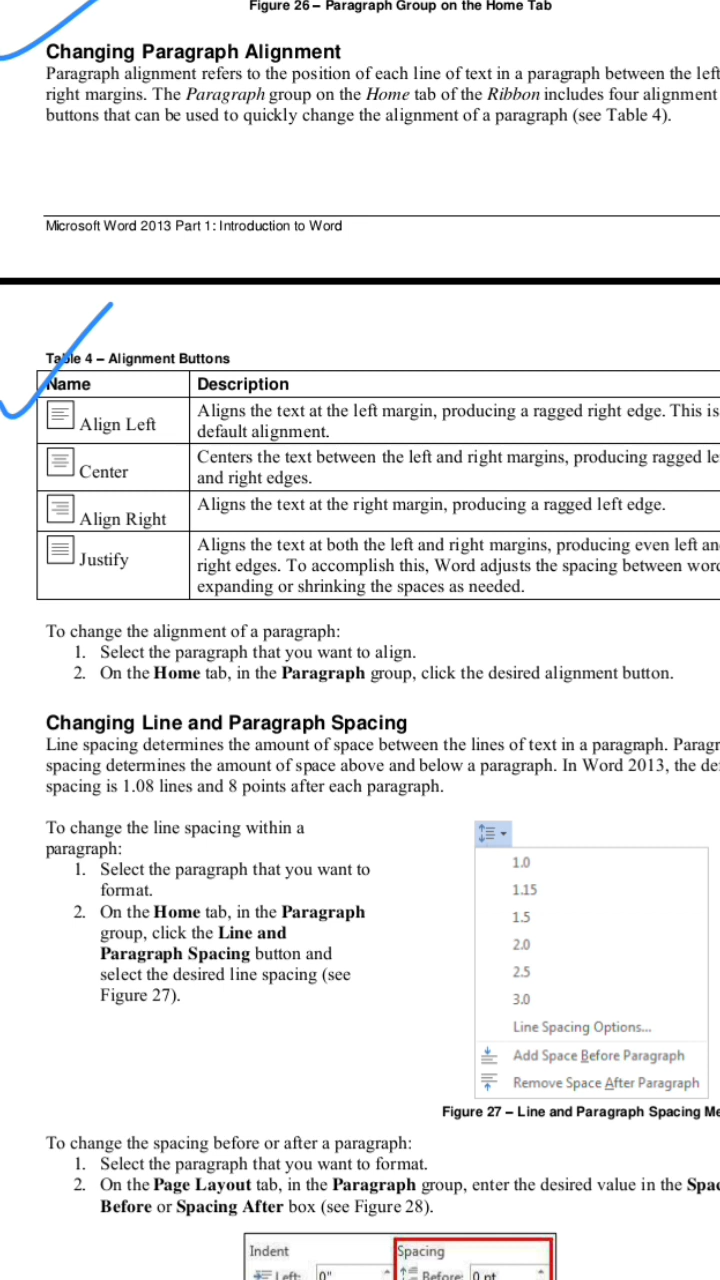 Figure 26 – Paragraph Group on the Home Tab
Changing Paragraph Alignment
Paragraph alignment refers to the position of each line of text in a paragraph between the left
right margins. The Paragraph group on the Home tab of the Ribbon includes four alignment
buttons that can be used to quickly change the alignment of a paragraph (see Table 4).
Microsoft Word 2013 Part 1: Introduction to Word
Table 4 – Alignment Buttons
Name Description
Align Left Aligns the text at the left margin, producing a ragged right edge. This is
default alignment.
Center Centers the text between the left and right margins, producing ragged le
and right edges.
Align Right Aligns the text at the right margin, producing a ragged left edge.
Justify Aligns the text at both the left and right margins, producing even left an
right edges. To accomplish this, Word adjusts the spacing between word
expanding or shrinking the spaces as needed.
To change the alignment of a paragraph:
1. Select the paragraph that you want to align.
2. On the Home tab, in the Paragraph group, click the desired alignment button.
Changing Line and Paragraph Spacing
Line spacing determines the amount of space between the lines of text in a paragraph. Paragr
spacing determines the amount of space above and below a paragraph. In Word 2013, the de
spacing is 1.08 lines and 8 points after each paragraph.
To change the line spacing within a
paragraph:
1. Select the paragraph that you want to
format.
2. On the Home tab, in the Paragraph
group, click the Line and
Paragraph Spacing button and
select the desired line spacing (see
Figure 27).
1.0
1.15
1.5
2.0
2.5
3.0
Line Spacing Options...
Add Space Before Paragraph
Remove Space After Paragraph
Figure 27 – Line and Paragraph Spacing Me
To change the spacing before or after a paragraph:
1. Select the paragraph that you want to format.
2. On the Page Layout tab, in the Paragraph group, enter the desired value in the Spac
Before or Spacing After box (see Figure 28).
Indent Spacing
Left: 0" Before: 0 pt